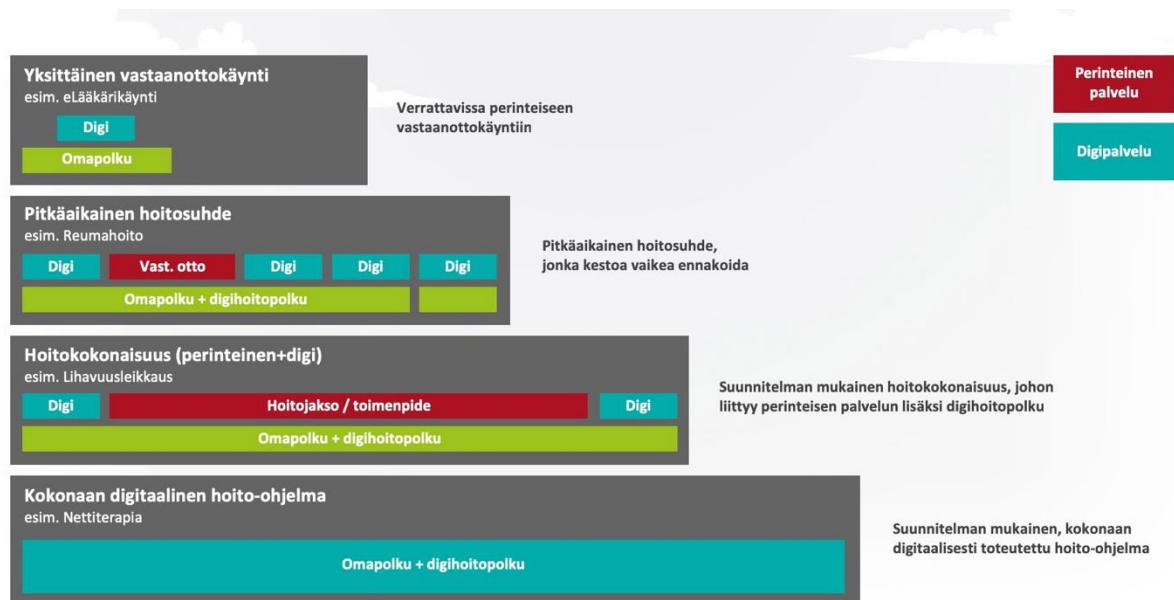 Yksittäinen vastaanottokäynti
esim. eLääkärikäynti
Digi
Omapolku
Verrattavissa perinteiseen
vastaanottokäyntiin
Perinteinen
palvelu
Digipalvelu
Pitkäaikainen hoitosuhde
esim. Reumahoito
Digi
Vast. otto
Digi
Digi
Digi
Omapolku + digihoitopolku
Pitkäaikainen hoitosuhde,
jonka kestoa vaikea ennakoida
Hoitokokonaisuus (perinteinen+digi)
esim. Lihavuusleikkaus
Digi
Hoitojakso / toimenpide
Digi
Omapolku + digihoitopolku
Suunnitelman mukainen hoitokokonaisuus, johon
liittyy perinteisen palvelun lisäksi digihoitopolku
Kokonaan digitaalinen hoito-ohjelma
esim. Nettiterapia
Omapolku + digihoitopolku
Suunnitelman mukainen, kokonaan
digitaalisesti toteutettu hoito-ohjelma